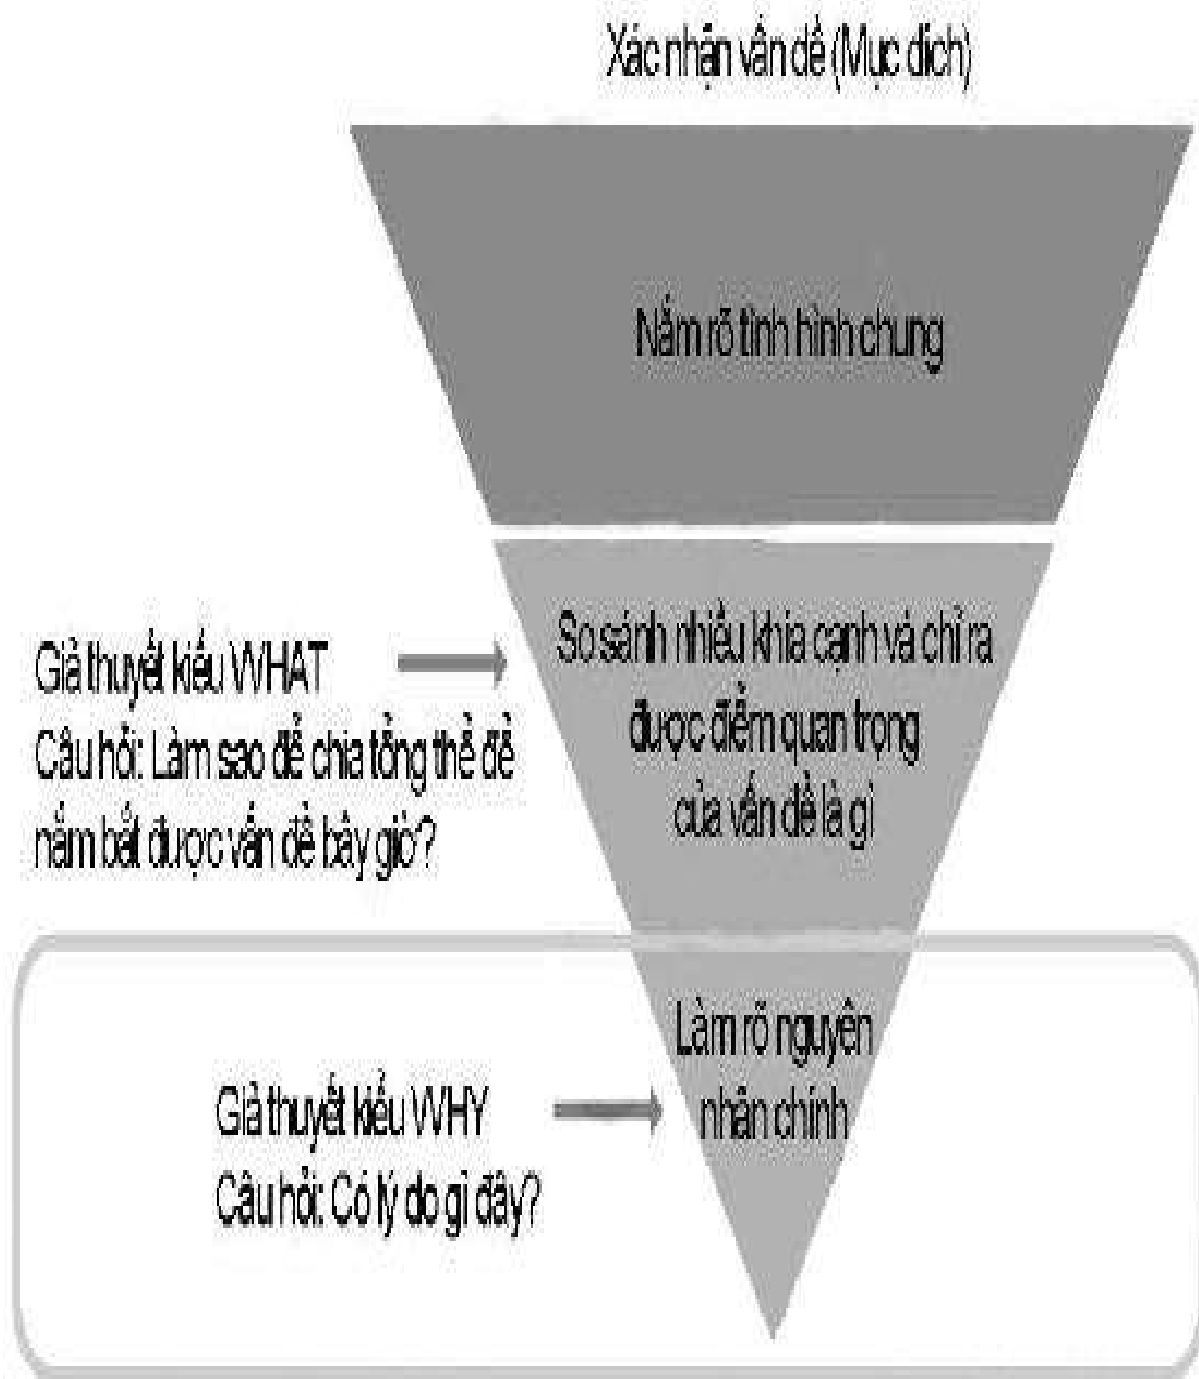 Xác nhận vấn đề (Mục đích)
Nắm rõ tình hình chung
So sánh nhiều khía cạnh và chỉ ra
được điểm quan trọng
của vấn đề là gì
Giả thuyết kiểu WHAT
Câu hỏi: Làm sao để chia tổng thể để
nắm bắt được vấn đề bây giờ?
Làm rõ nguyên
nhân chính
Giả thuyết kiểu WHY
Câu hỏi: Có lý do gì đây?